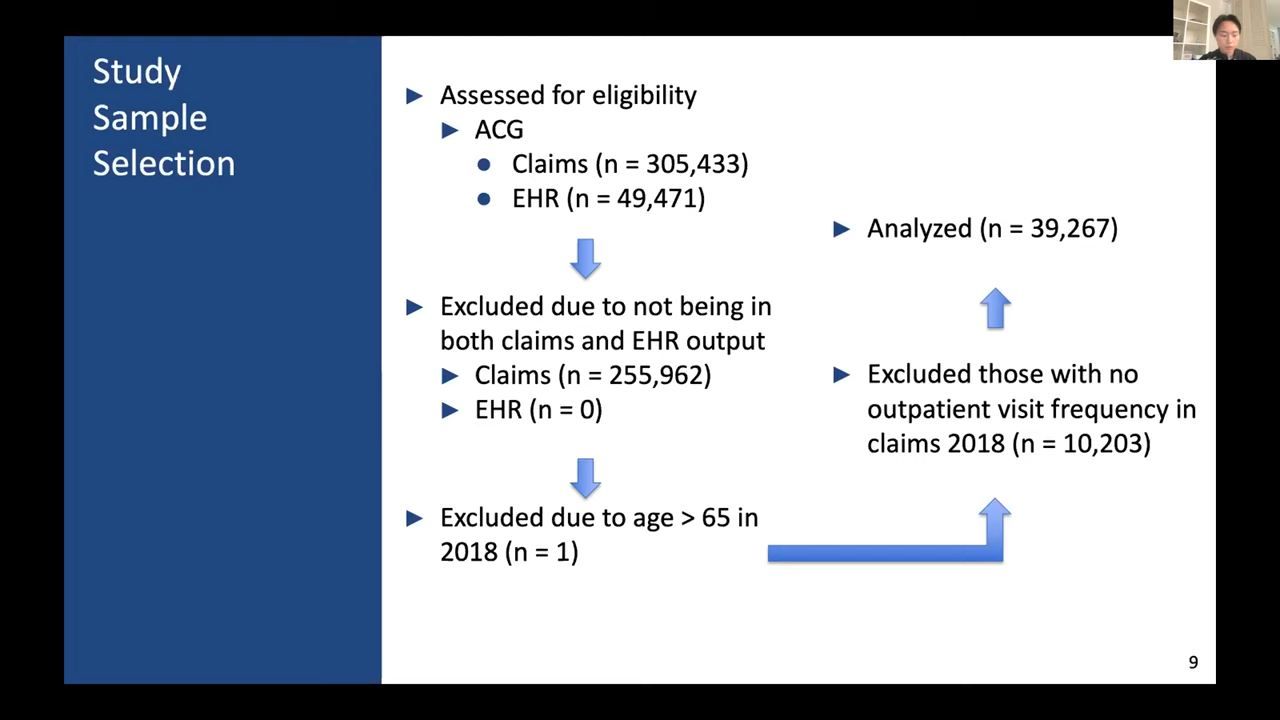 Study
Sample
Selection
Assessed for eligibility
ACG
Claims (n = 305,433)
EHR (n = 49,471)
Excluded due to not being in
both claims and EHR output
Claims (n = 255,962)
EHR (n = 0)
Excluded due to age > 65 in
2018 (n = 1)
Excluded those with no
outpatient visit frequency in
claims 2018 (n = 10,203)
Analyzed (n = 39,267)
9